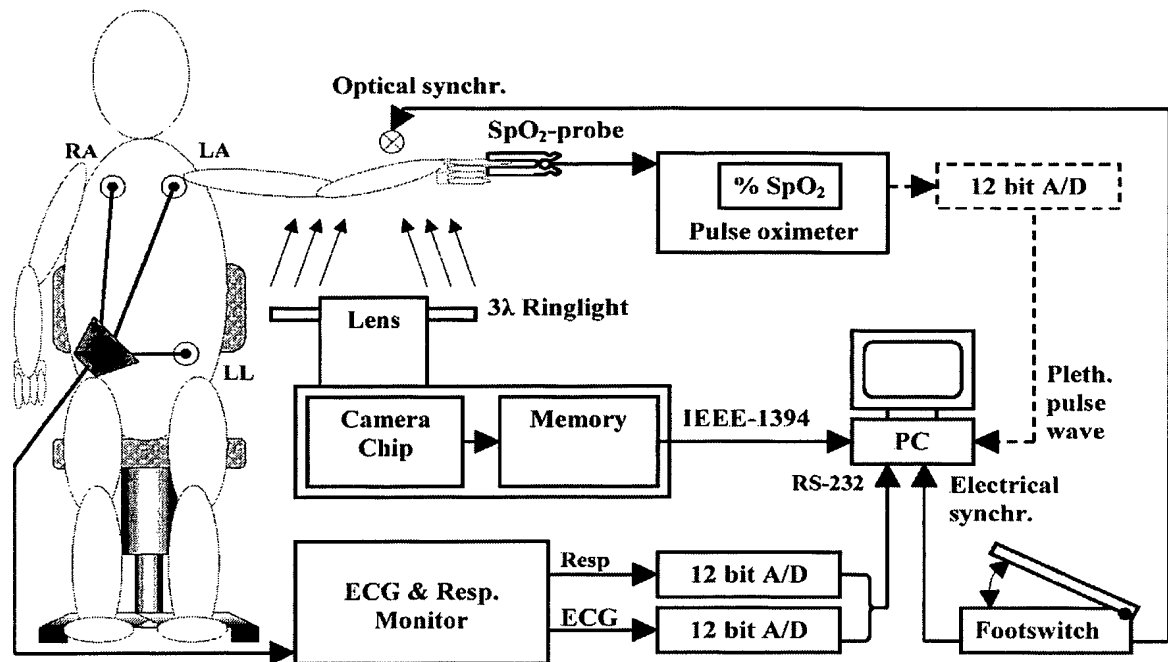 Optical synchr.
SpO₂-probe
RA
LA
% SpO₂
12 bit A/D
Pulse oximeter
3λ Ringlight
Lens
LL
Camera
Chip
Memory
IEEE-1394
PC
Pleth.
pulse
wave
RS-232
Electrical
synchr.
ECG & Resp.
Monitor
Resp
12 bit A/D
ECG
12 bit A/D
Footswitch